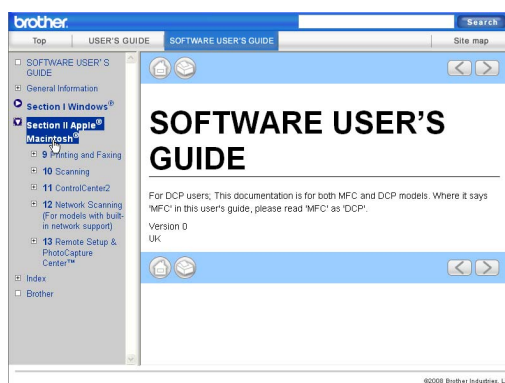 brother.
Search
Top
USER'S GUIDE
SOFTWARE USER'S GUIDE
Site map
SOFTWARE USER' S
GUIDE
General Information
Section I Windows®
Section II Apple®
Macintosh®
9 Printing and Faxing
10 Scanning
11 ControlCenter2
12 Network Scanning
(For models with built-
in network support)
13 Remote Setup &
PhotoCapture
Center™
Index
Brother
SOFTWARE USER'S
GUIDE
For DCP users; This documentation is for both MFC and DCP models. Where it says
'MFC' in this user's guide, please read 'MFC' as 'DCP'.
Version 0
UK
©2008 Brother Industries, L